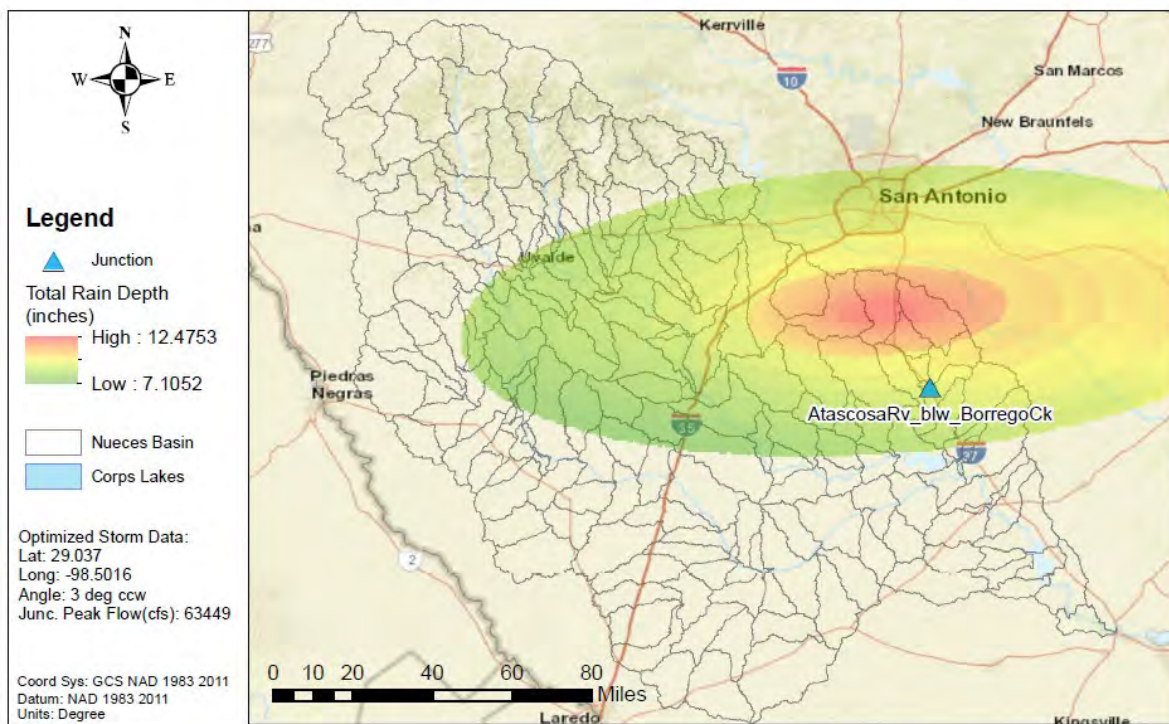 N
W E
S
Legend
Junction
Total Rain Depth
(inches)
High : 12.4753
Low : 7.1052
Nueces Basin
Corps Lakes
Optimized Storm Data:
Lat: 29.037
Long: -98.5016
Angle: 3 deg ccw
Junc. Peak Flow(cfs): 63449
Coord Sys: GCS NAD 1983 2011
Datum: NAD 1983 2011
Units: Degree
277
Kerrville
10
San Marcos
New Braunfels
San Antonio
a
Uvalde
Piedras
Negras
AtascosaRv_blw_BorregoCk
35
37
2
0 10 20 40 60 80
Miles
Laredo
Kingsville